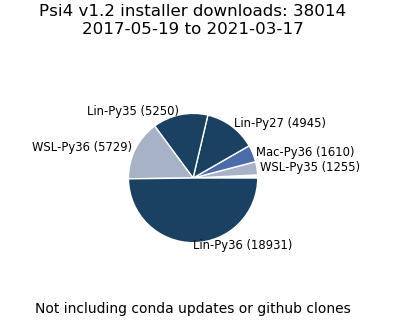 Psi4 v1.2 installer downloads: 38014
2017-05-19 to 2021-03-17
Lin-Py35 (5250)
Lin-Py27 (4945)
WSL-Py36 (5729)
Mac-Py36 (1610)
WSL-Py35 (1255)
Lin-Py36 (18931)
Not including conda updates or github clones